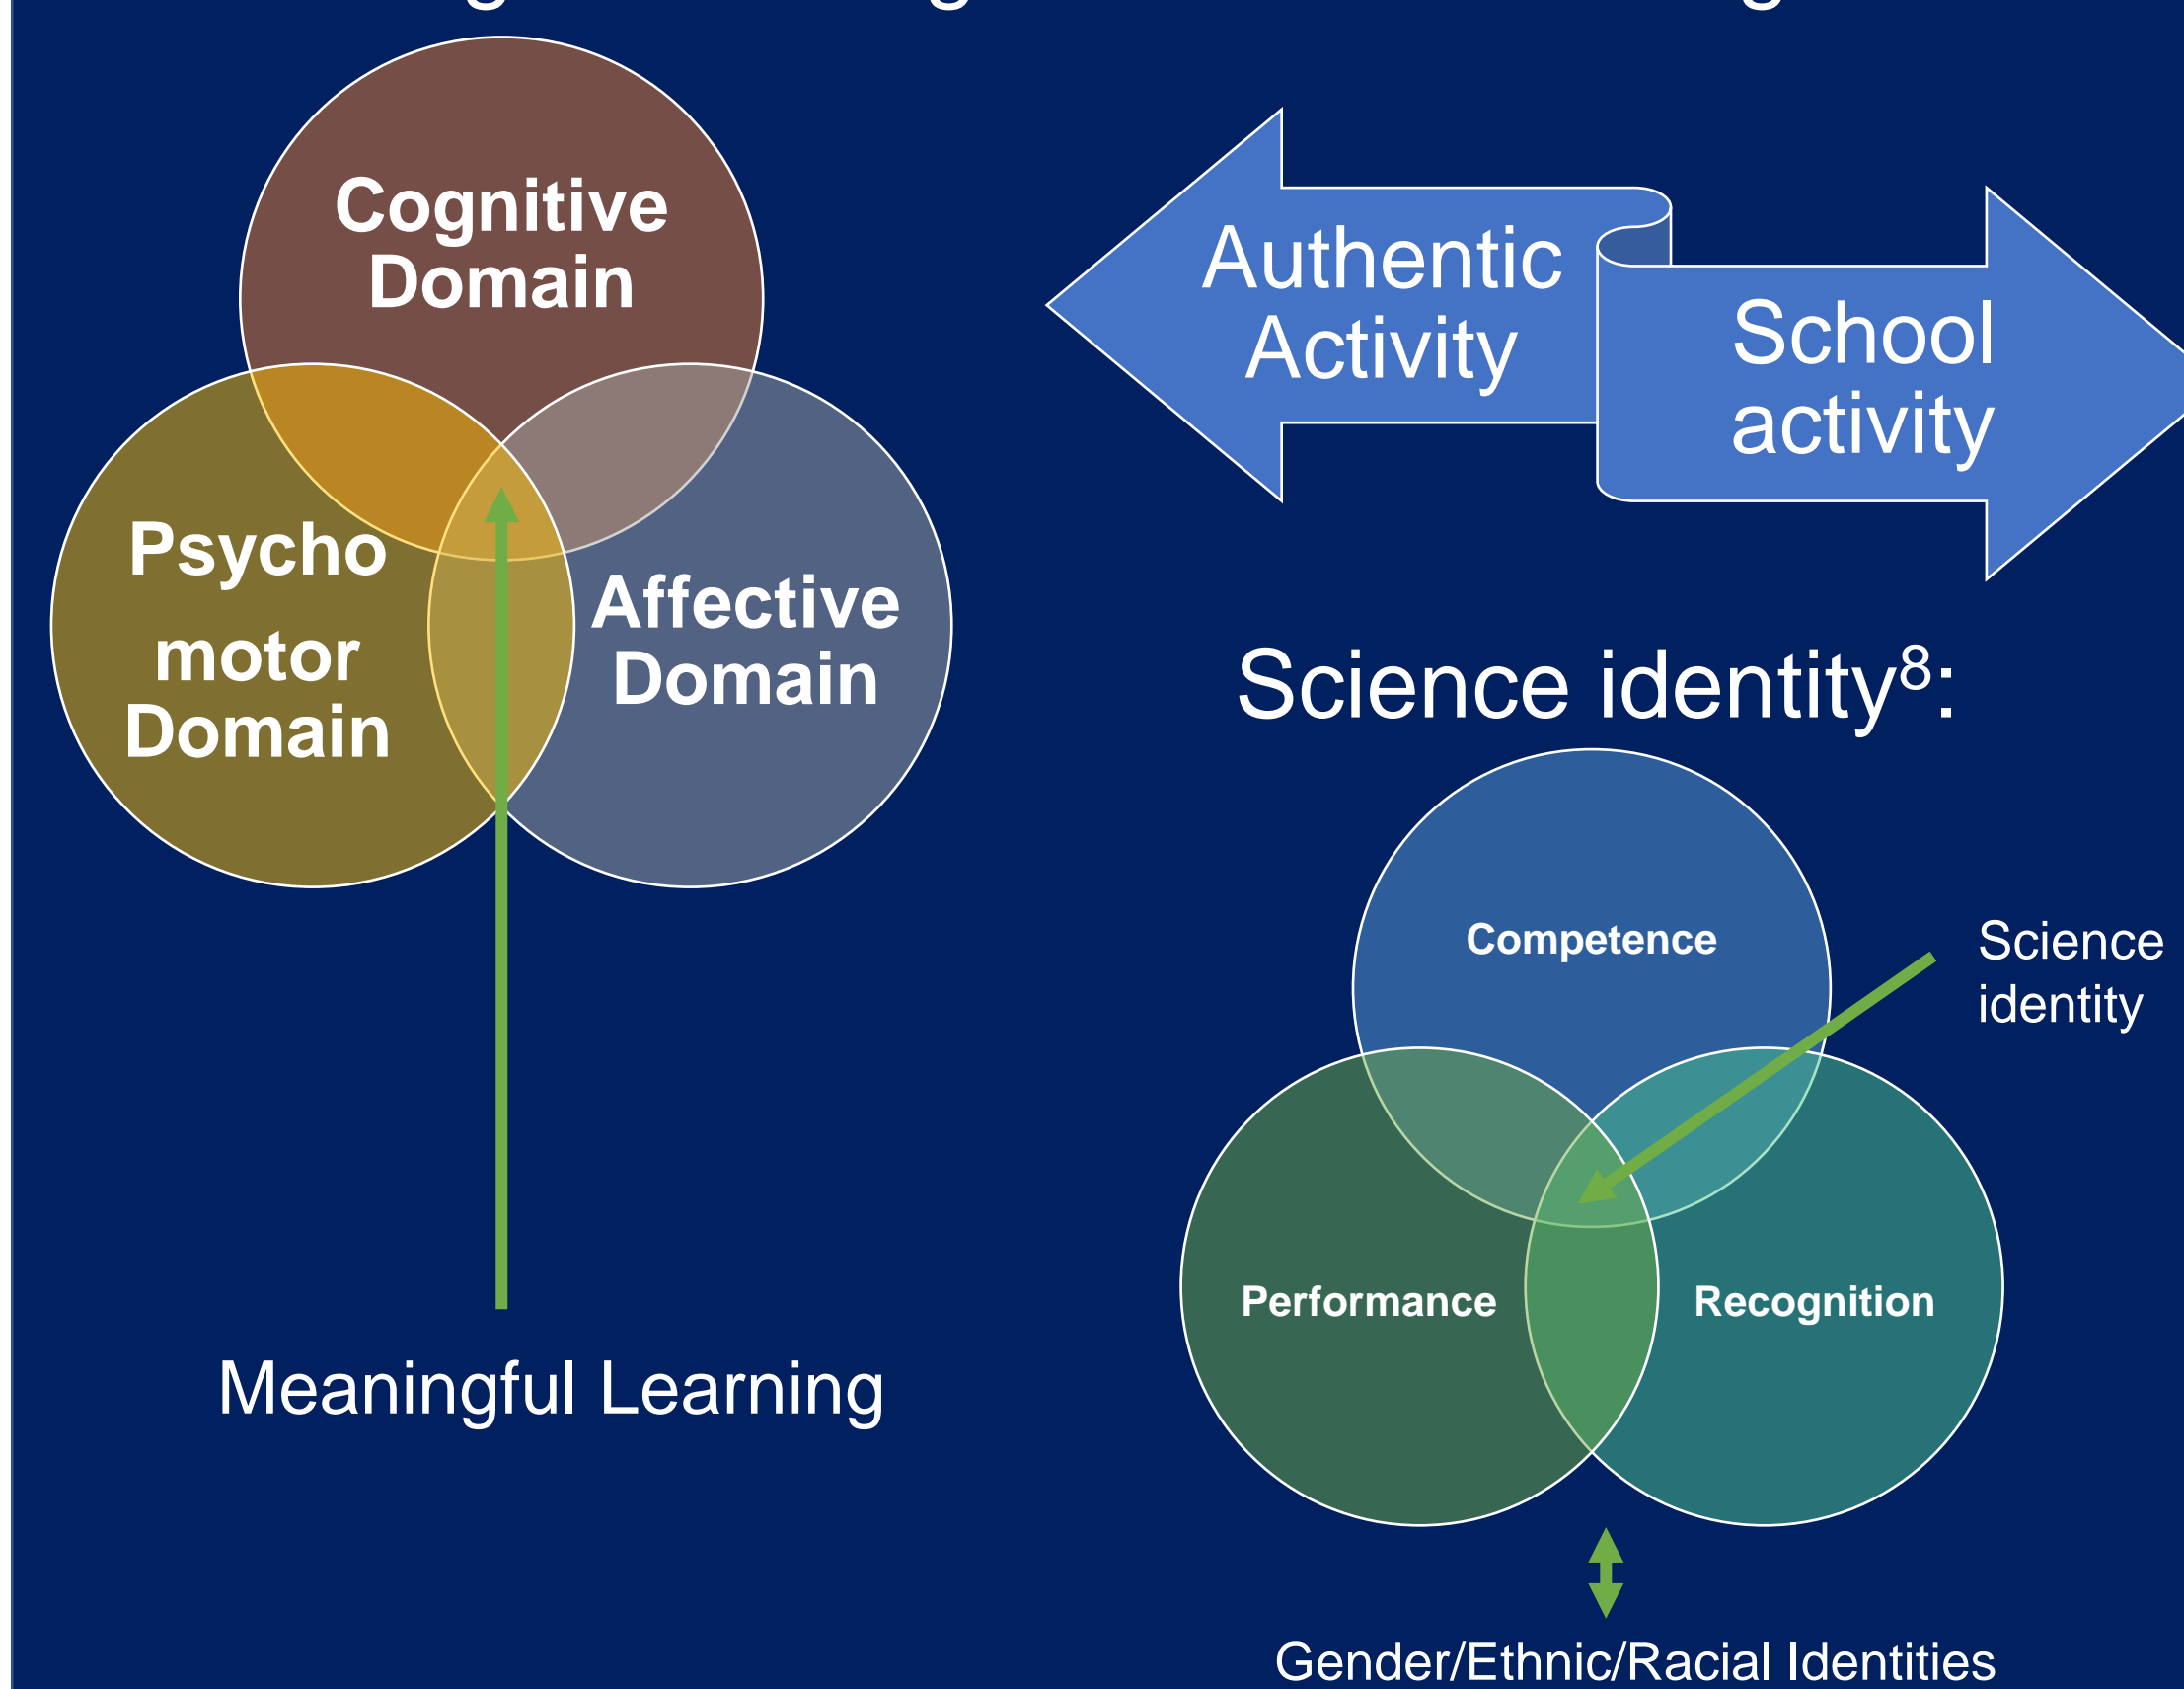 Cognitive
Domain
Psycho
motor
Domain
Affective
Domain
Meaningful Learning
Authentic
Activity
School
activity
Science identity⁸:
Competence
Science
identity
Performance
Recognition
Gender/Ethnic/Racial Identities